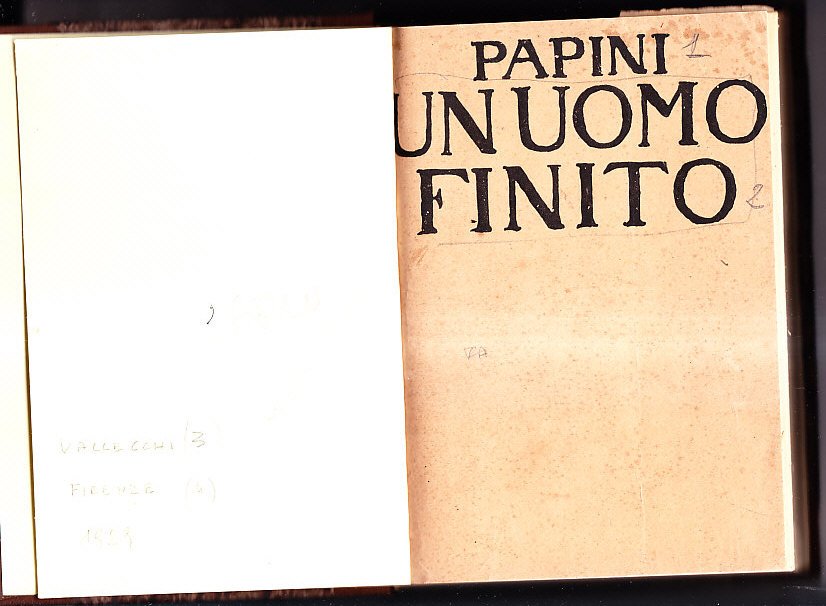 VALLECCHI (3)
FIRENZE (4)
PAPINI 1
UN UOMO
FINITO 2